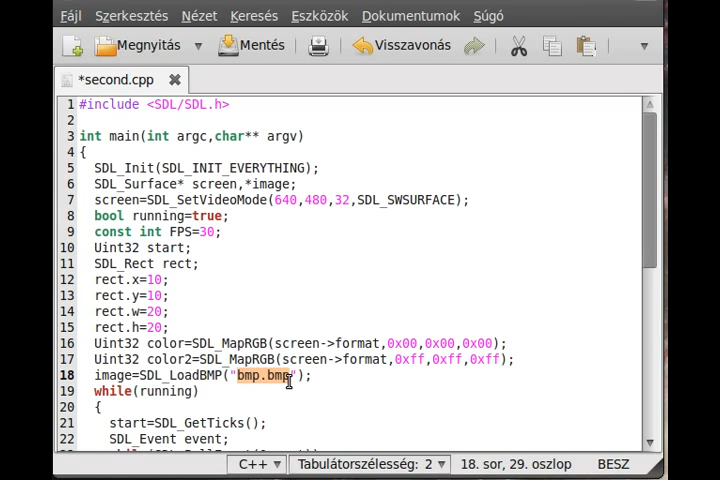 Fájl Szerkesztés Nézet Keresés Eszközök Dokumentumok Súgó
Megnyitás Mentés Visszavonás
*second.cpp
1 #include <SDL/SDL.h>
2
3 int main(int argc,char** argv)
4 {
5 SDL_Init(SDL_INIT_EVERYTHING);
6 SDL_Surface* screen,*image;
7 screen=SDL_SetVideoMode(640,480,32,SDL_SWSURFACE);
8 bool running=true;
9 const int FPS=30;
10 Uint32 start;
11 SDL_Rect rect;
12 rect.x=10;
13 rect.y=10;
14 rect.w=20;
15 rect.h=20;
16 Uint32 color=SDL_MapRGB(screen->format,0x00,0x00,0x00);
17 Uint32 color2=SDL_MapRGB(screen->format,0xff,0xff,0xff);
18 image=SDL_LoadBMP("bmp.bmp");
19 while(running)
20 {
21 start=SDL_GetTicks();
22 SDL_Event event;
C++ Tabulátorszélesség: 2 18. sor, 29. oszlop BESZ